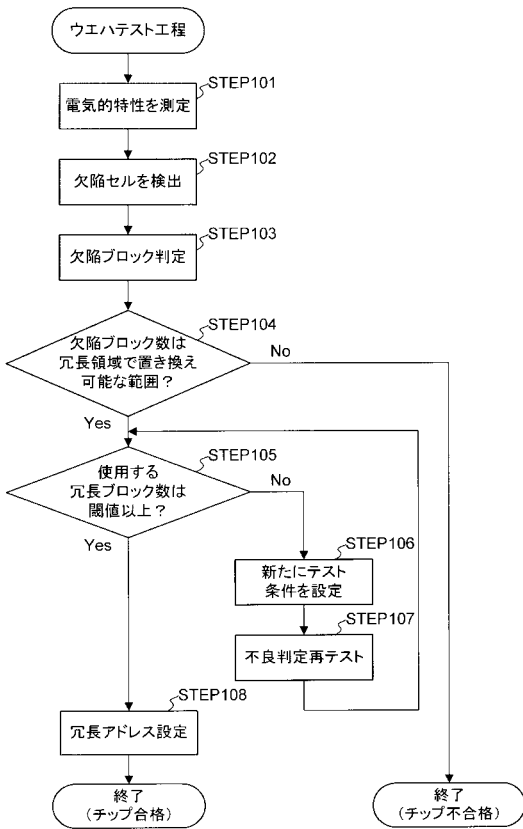 ウエハテスト工程
STEP101
電気的特性を測定
STEP102
欠陥セルを検出
STEP103
欠陥ブロック判定
STEP104
欠陥ブロック数は
冗長領域で置き換え
可能な範囲？
No
Yes
STEP105
使用する
冗長ブロック数は
閾値以上？
No
Yes
STEP106
新たにテスト
条件を設定
STEP107
不良判定再テスト
STEP108
冗長アドレス設定
終了
（チップ合格）
終了
（チップ不合格）